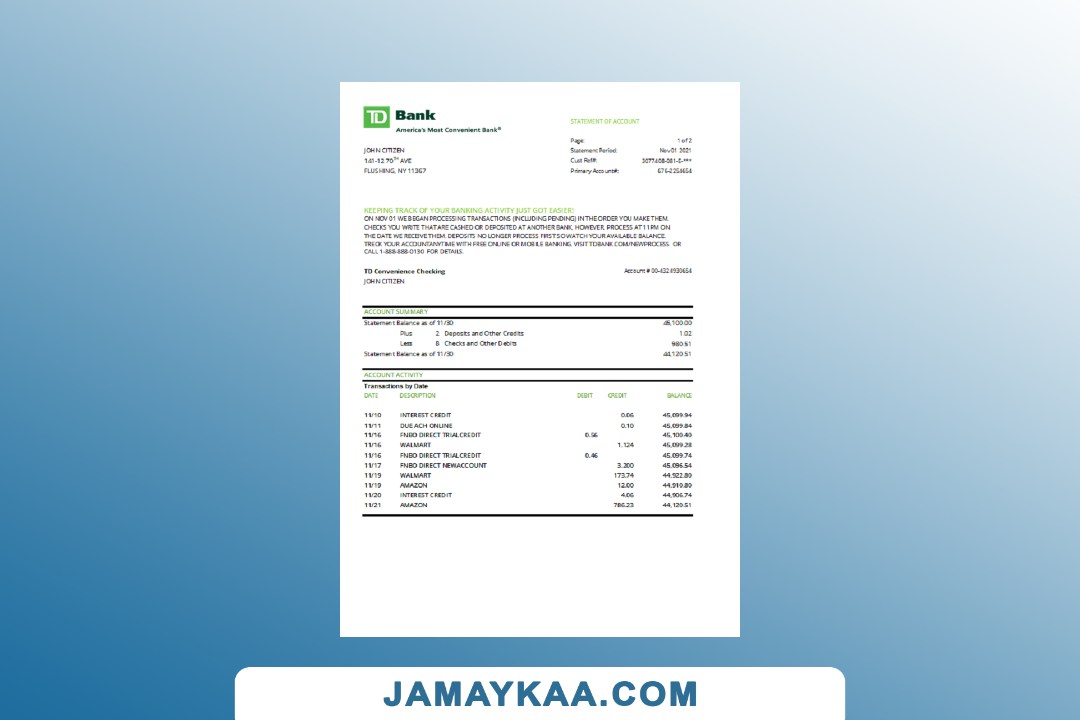 TD Bank
America's Most Convenient Bank®
STATEMENT OF ACCOUNT
Page: 1 of 2
JOHN CITIZEN Statement Period: Nov 01 2021
141-12 70TH AVE Cust Ref#:
FLUSHING, NY 11367 Primary Account#: 676-2254654
KEEPING TRACK OF YOUR BANKING ACTIVITY JUST GOT EASIER!
ON NOV 01 WE BEGAN PROCESSING TRANSACTIONS (INCLUDING PENDING) IN THE ORDER YOU MAKE THEM.
CHECKS YOU WRITE THAT ARE CASHED OR DEPOSITED AT ANOTHER BANK, HOWEVER, PROCESS AT 11PM ON
THE DATE WE RECEIVE THEM. DEPOSITS NO LONGER PROCESS FIRST SO WATCH YOUR AVAILABLE BALANCE.
TRECK YOUR ACCOUNT ANYTIME WITH FREE ONLINE OR MOBILE BANKING. VISIT TDBANK.COM/NEWPROCESS OR
CALL 1-888-888-0130 FOR DETAILS.
TD Convenience Checking Account # 00-4324930654
JOHN CITIZEN
ACCOUNT SUMMARY
Statement Balance as of 11/30 45,100.00
Plus 2 Deposits and Other Credits 1.02
Less 8 Checks and Other Debits 980.51
Statement Balance as of 11/30 44,120.51
ACCOUNT ACTIVITY
Transactions by Date
DATE DESCRIPTION DEBIT CREDIT BALANCE
11/10 INTEREST CREDIT 0.06 45,099.94
11/11 DUE ACH ONLINE 0.10 45,099.84
11/16 FNBO DIRECT TRIALCREDIT 0.56 45,100.40
11/16 WALMART 1.124 45,099.28
11/16 FNBO DIRECT TRIALCREDIT 0.46 45,099.74
11/17 FNBO DIRECT NEWACCOUNT 3.200 45,096.54
11/19 WALMART 173.74 44,922.80
11/19 AMAZON 12.00 44,910.80
11/20 INTEREST CREDIT 4.06 44,906.74
11/21 AMAZON 786.23 44,120.51
JAMAYKAA.COM